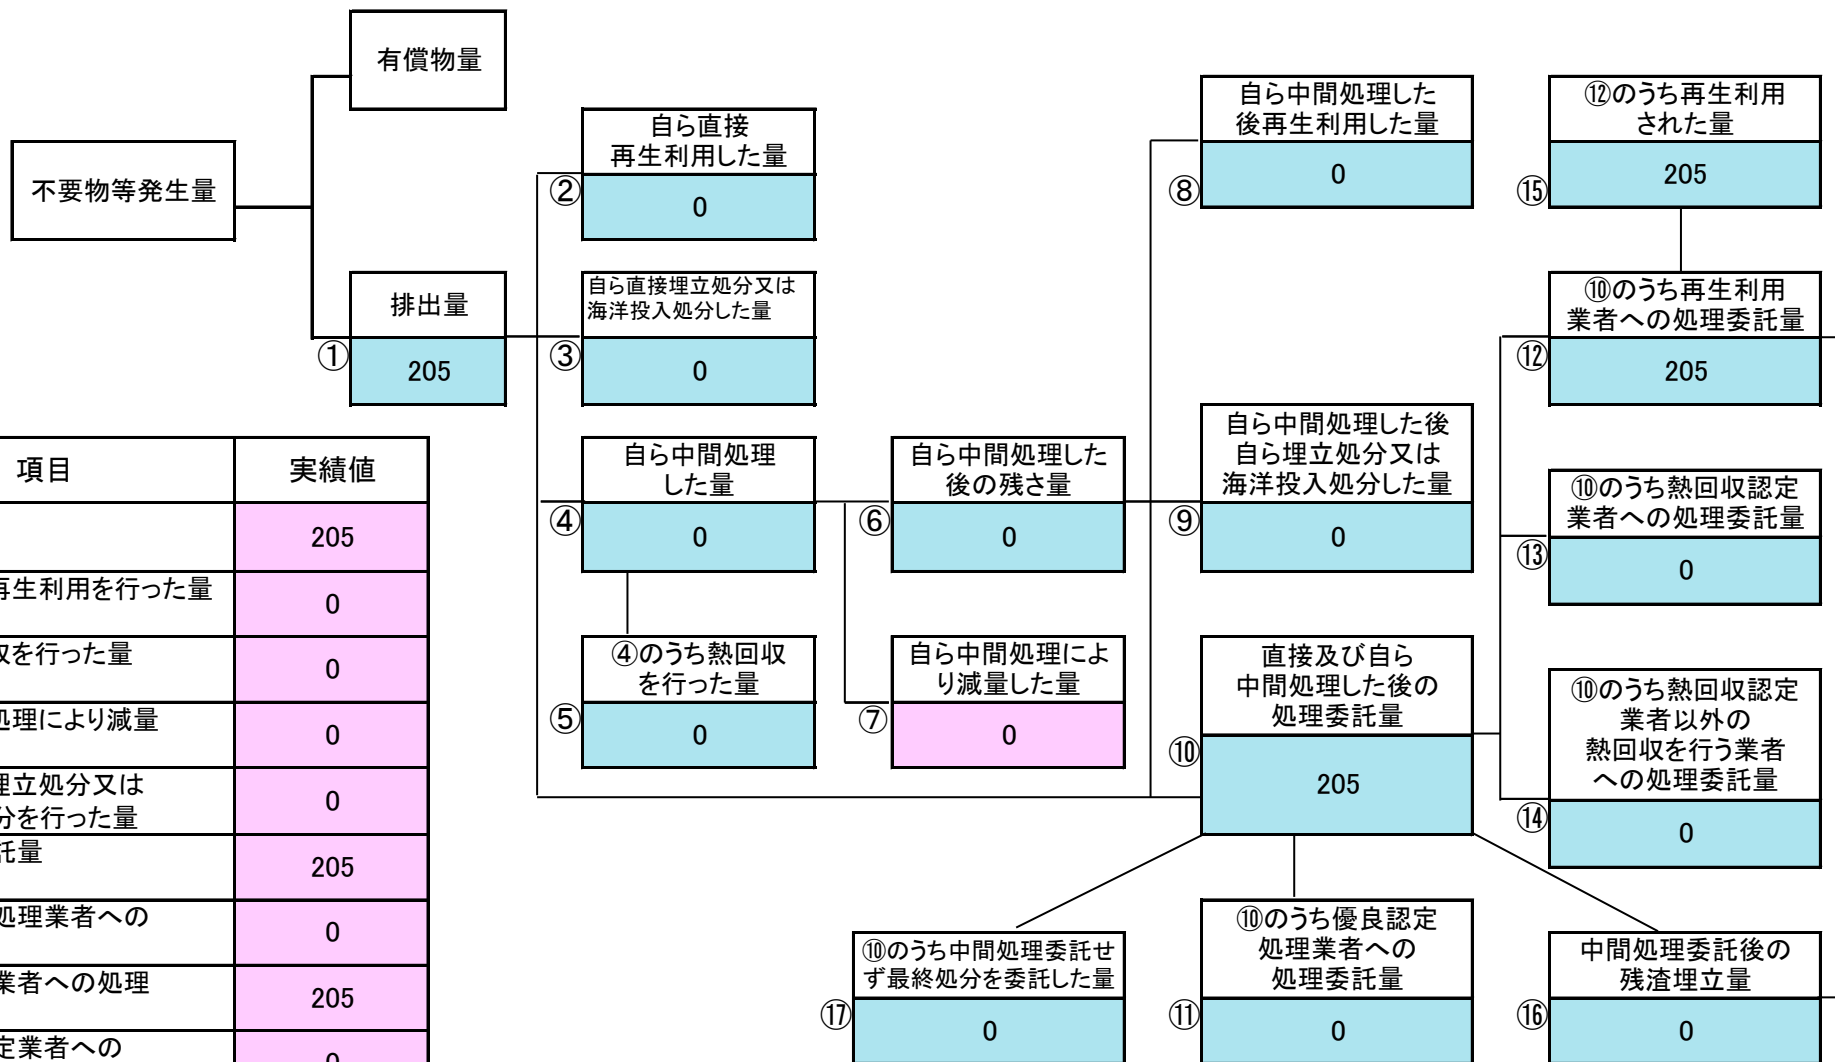 有償物量
不要物等発生量
排出量
①
205
自ら直接
再生利用した量
②
0
自ら直接埋立処分又は
海洋投入処分した量
③
0
自ら中間処理
した量
④
0
④のうち熱回収
を行った量
⑤
0
自ら中間処理した
後の残さ量
⑥
0
自ら中間処理によ
り減量した量
⑦
0
自ら中間処理した
後再生利用した量
⑧
0
自ら中間処理した後
自ら埋立処分又は
海洋投入処分した量
⑨
0
直接及び自ら
中間処理した後の
処理委託量
⑩
205
⑩のうち優良認定
処理業者への
処理委託量
⑪
0
⑫のうち再生利用
された量
⑮
205
⑩のうち再生利用
業者への処理委託量
⑫
205
⑩のうち熱回収認定
業者への処理委託量
⑬
0
⑩のうち熱回収認定
業者以外の
熱回収を行う業者
への処理委託量
⑭
0
⑩のうち中間処理委託せ
ず最終処分を委託した量
⑰
0
中間処理委託後の
残渣埋立量
⑯
0
項目 実績値
205
再生利用を行った量
0
を行った量
0
処理により減量
0
埋立処分又は
分を行った量
0
託量
205
処理業者への
0
業者への処理
205
定業者への
0